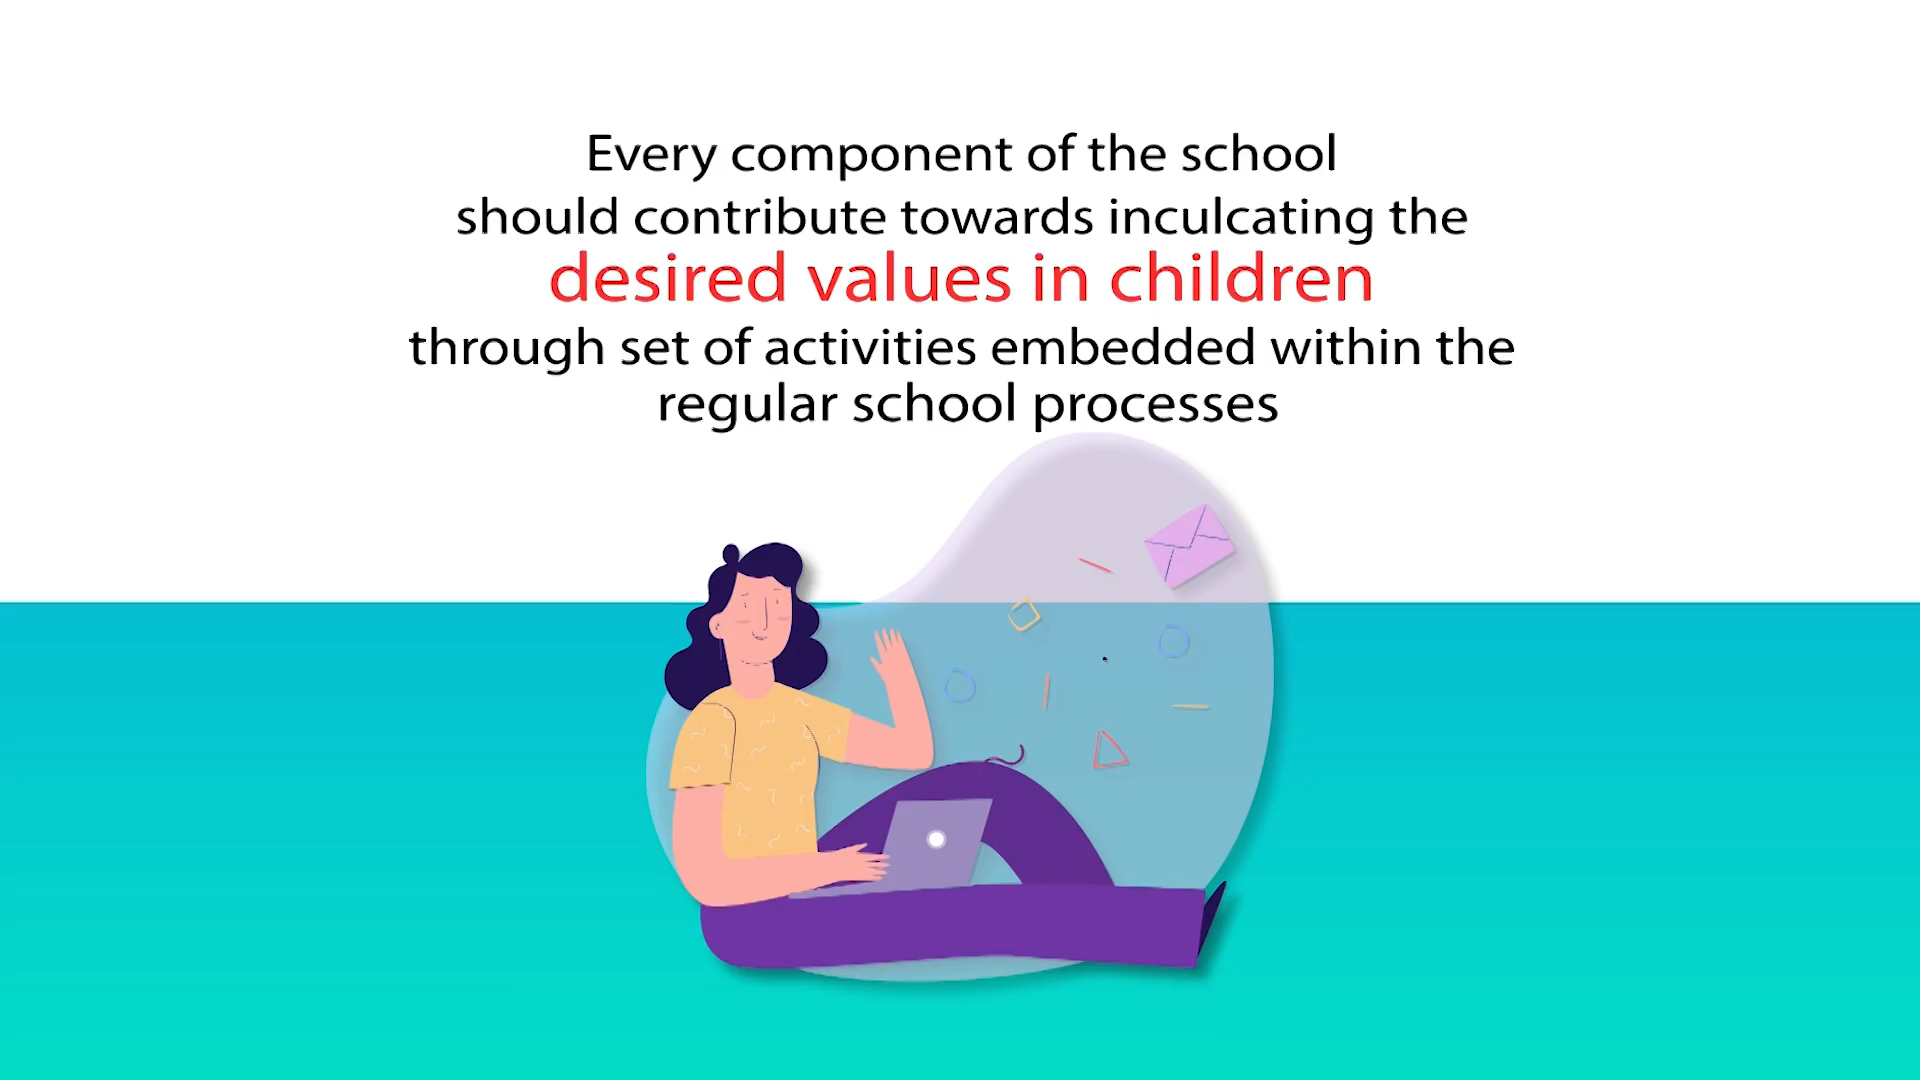 Every component of the school
should contribute towards inculcating the
desired values in children
through set of activities embedded within the
regular school processes